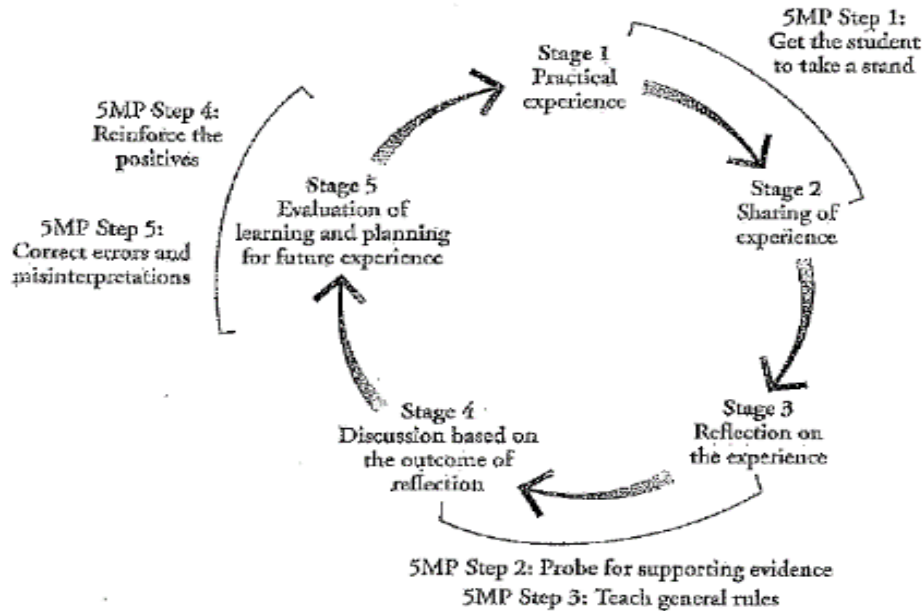 5MP Step 1:
Get the student
to take a stand
Stage 1
Practical
experience
Stage 2
Sharing of
experience
Stage 3
Reflection on
the experience
5MP Step 2: Probe for supporting evidence
5MP Step 3: Teach general rules
Stage 4
Discussion based on
the outcome of
reflection
Stage 5
Evaluation of
learning and planning
for future experience
5MP Step 4:
Reinforce the
positives
5MP Step 5:
Correct errors and
misinterpretations